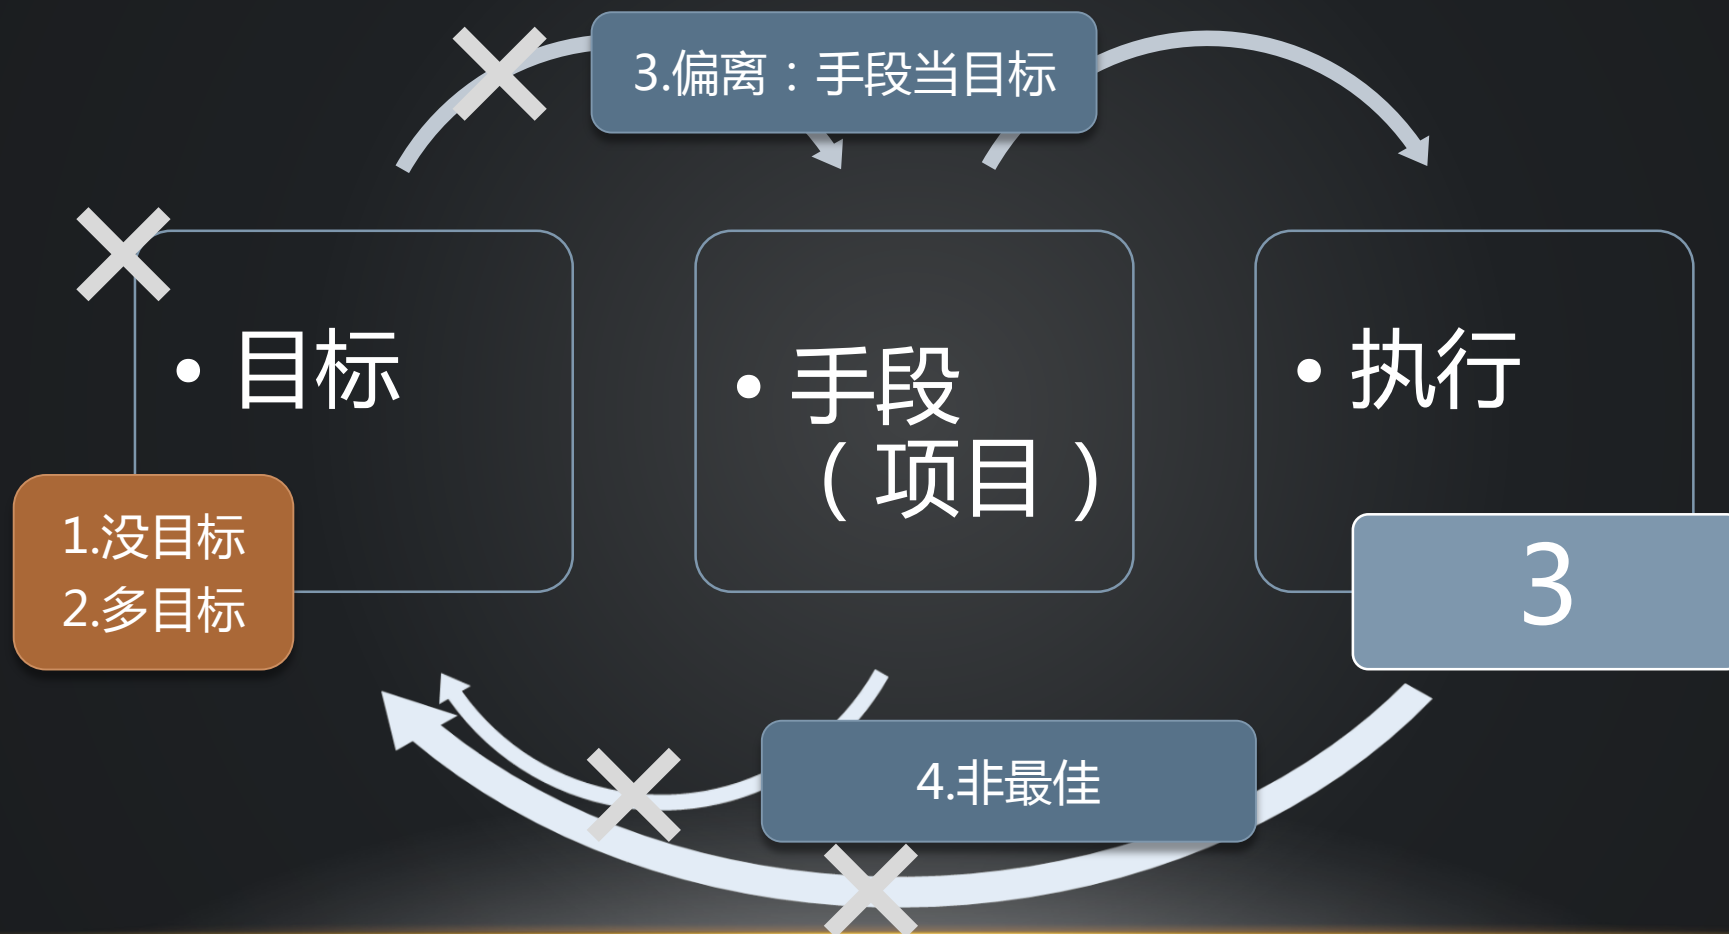 3.偏离：手段当目标
• 目标
• 手段
（项目）
• 执行
1.没目标
2.多目标
3
4.非最佳